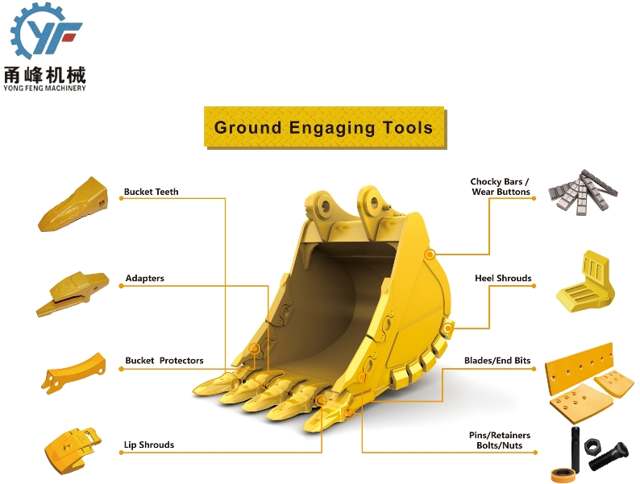 YF
甬峰机械
YONG FENG MACHINERY
Ground Engaging Tools
Bucket Teeth
Adapters
Bucket Protectors
Lip Shrouds
Chocky Bars /
Wear Buttons
Heel Shrouds
Blades/End Bits
Pins/Retainers
Bolts/Nuts